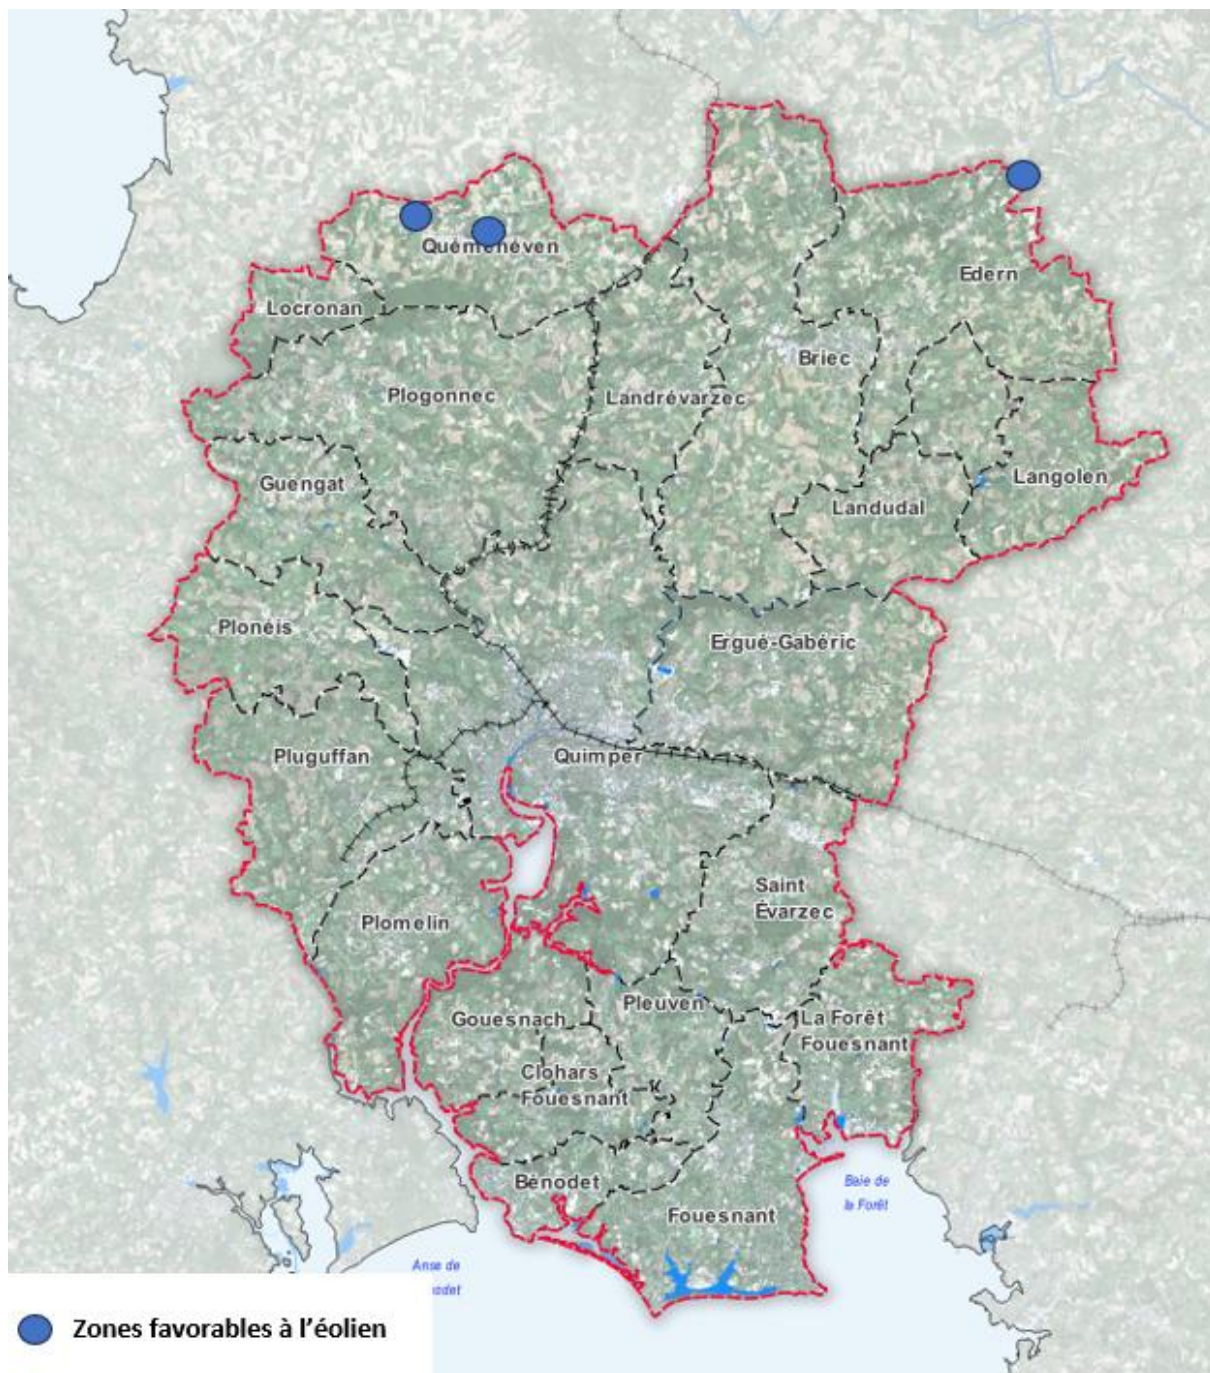 Quéménéven
Edern
Locronan
Briec
Plogonnec
Landrévarzec
Guengat
Langolen
Landudal
Plonéis
Ergué-Gabéric
Pluguffan
Quimper
Saint
Évarzec
Plomelin
Pleuven
Gouesnach
La Forêt
Fouesnant
Clohars
Fouesnant
Bénodet
Baie de
la Forêt
Fouesnant
Anse de
Zones favorables à l’éolien